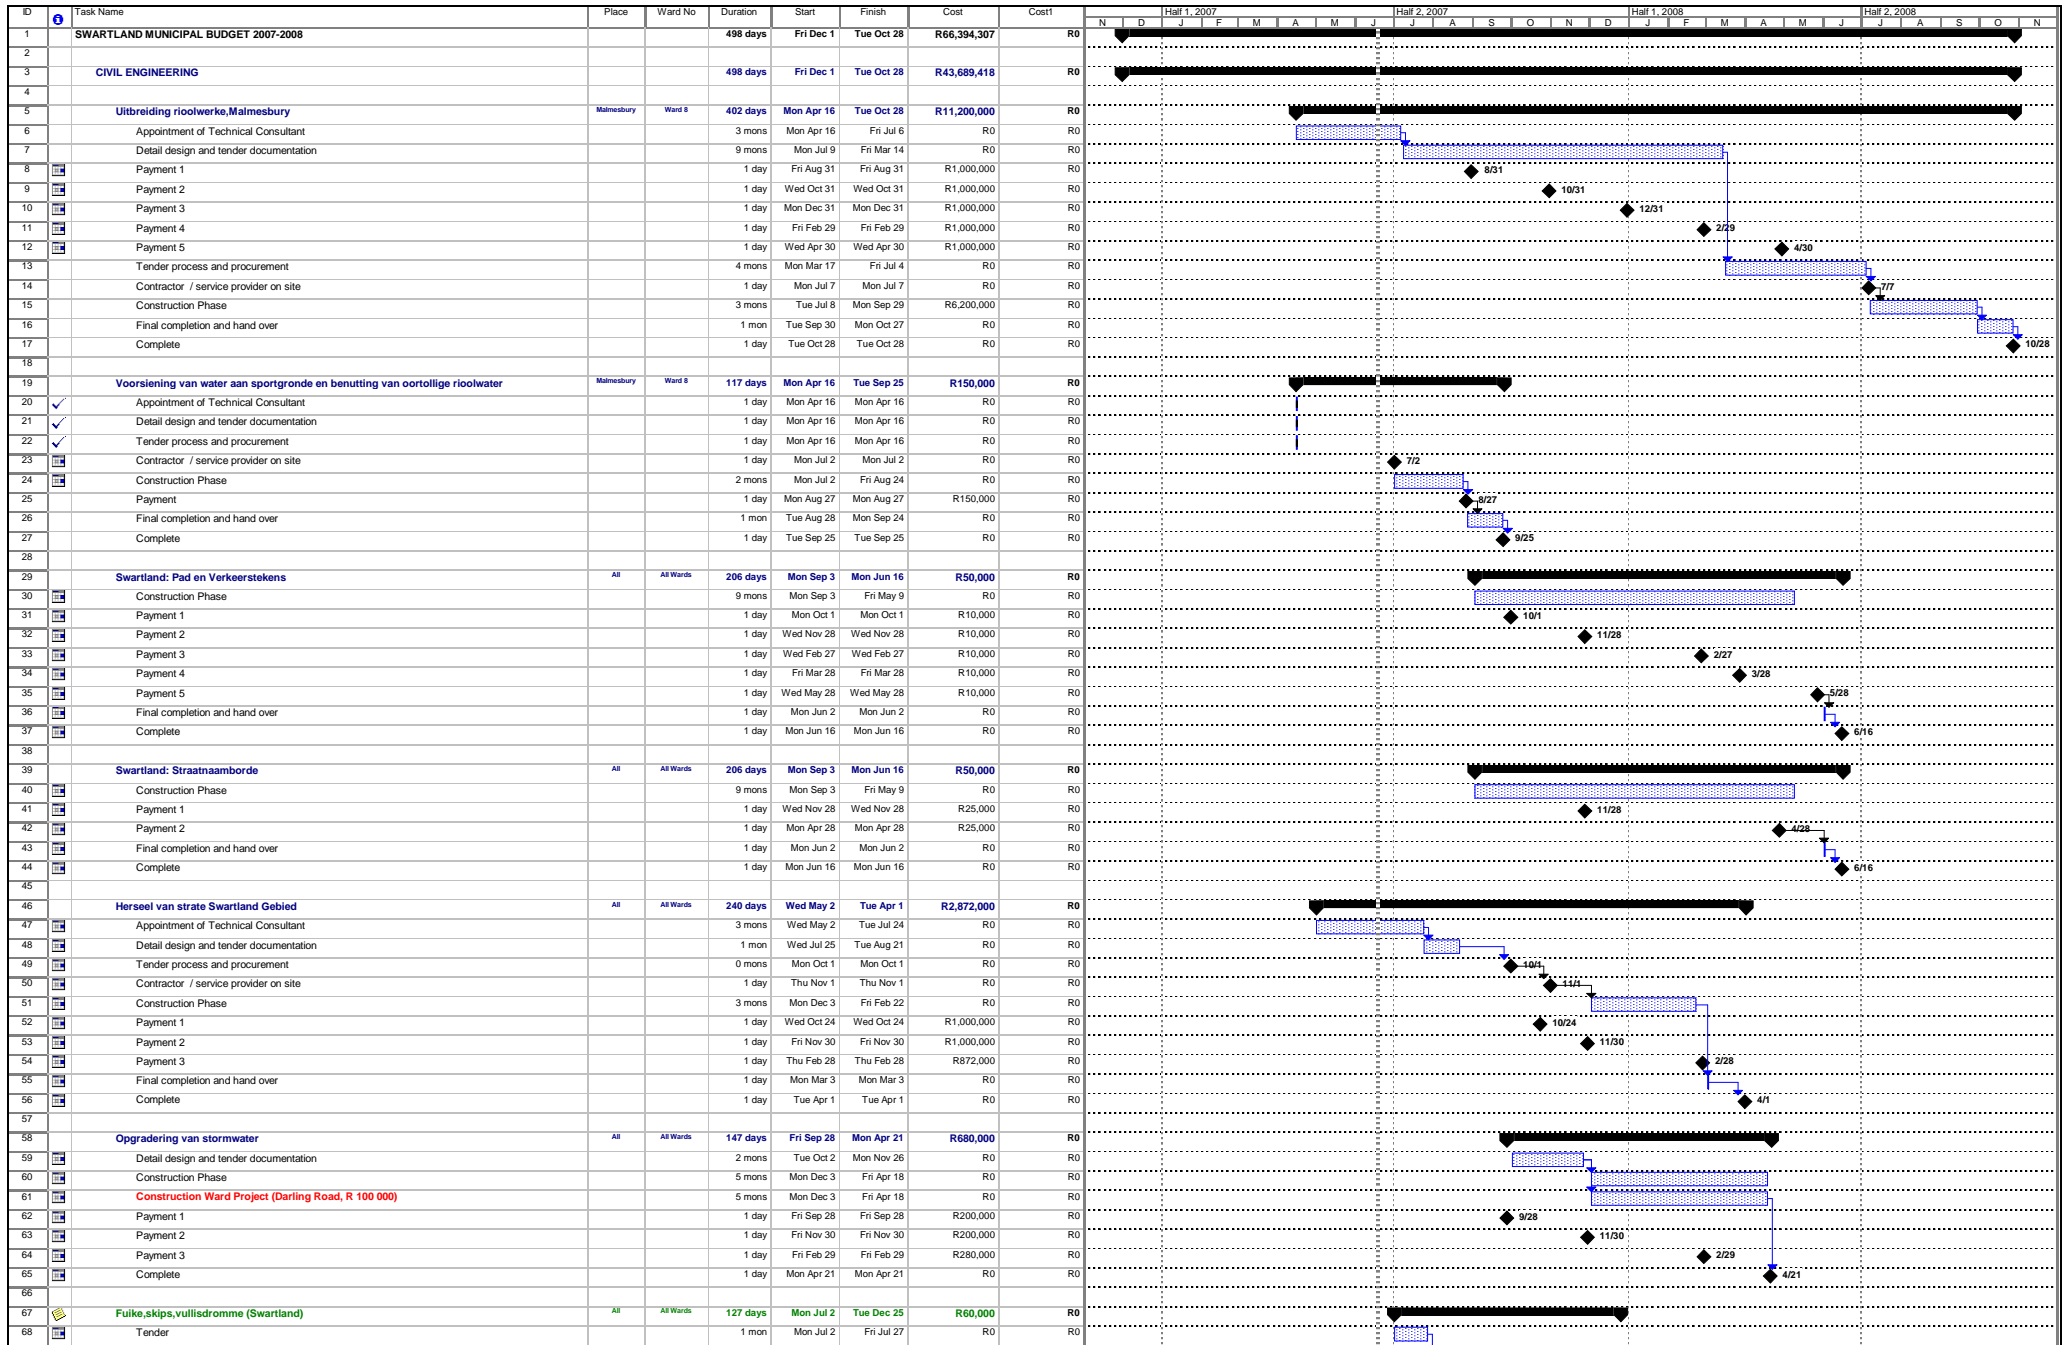 ID Task Name Place Ward No Duration Start Finish Cost Cost1
Half 1, 2007 Half 2, 2007 Half 1, 2008 Half 2, 2008
N D J F M A M J J A S O N D J F M A M J J A S O N
1 SWARTLAND MUNICIPAL BUDGET 2007-2008 498 days Fri Dec 1 Tue Oct 28 R66,394,307 R0
2
3 CIVIL ENGINEERING 498 days Fri Dec 1 Tue Oct 28 R43,689,418 R0
4
5 Uitbreiding rioolwerke,Malmesbury Malmesbury Ward 8 402 days Mon Apr 16 Tue Oct 28 R11,200,000 R0
6 Appointment of Technical Consultant 3 mons Mon Apr 16 Fri Jul 6 R0 R0
7 Detail design and tender documentation 9 mons Mon Jul 9 Fri Mar 14 R0 R0
8 Payment 1 1 day Fri Aug 31 Fri Aug 31 R1,000,000 R0 8/31
9 Payment 2 1 day Wed Oct 31 Wed Oct 31 R1,000,000 R0 10/31
10 Payment 3 1 day Mon Dec 31 Mon Dec 31 R1,000,000 R0 12/31
11 Payment 4 1 day Fri Feb 29 Fri Feb 29 R1,000,000 R0 2/29
12 Payment 5 1 day Wed Apr 30 Wed Apr 30 R1,000,000 R0 4/30
13 Tender process and procurement 4 mons Mon Mar 17 Fri Jul 4 R0 R0
14 Contractor / service provider on site 1 day Mon Jul 7 Mon Jul 7 R0 R0 7/7
15 Construction Phase 3 mons Tue Jul 8 Mon Sep 29 R6,200,000 R0
16 Final completion and hand over 1 mon Tue Sep 30 Mon Oct 27 R0 R0
17 Complete 1 day Tue Oct 28 Tue Oct 28 R0 R0 10/28
18
19 Voorsiening van water aan sportgronde en benutting van oortollige rioolwater Malmesbury Ward 8 117 days Mon Apr 16 Tue Sep 25 R150,000 R0
20 Appointment of Technical Consultant 1 day Mon Apr 16 Mon Apr 16 R0 R0
21 Detail design and tender documentation 1 day Mon Apr 16 Mon Apr 16 R0 R0
22 Tender process and procurement 1 day Mon Apr 16 Mon Apr 16 R0 R0
23 Contractor / service provider on site 1 day Mon Jul 2 Mon Jul 2 R0 R0 7/2
24 Construction Phase 2 mons Mon Jul 2 Fri Aug 24 R0 R0
25 Payment 1 day Mon Aug 27 Mon Aug 27 R150,000 R0 8/27
26 Final completion and hand over 1 mon Tue Aug 28 Mon Sep 24 R0 R0
27 Complete 1 day Tue Sep 25 Tue Sep 25 R0 R0 9/25
28
29 Swartland: Pad en Verkeerstekens All All Wards 206 days Mon Sep 3 Mon Jun 16 R50,000 R0
30 Construction Phase 9 mons Mon Sep 3 Fri May 9 R0 R0
31 Payment 1 1 day Mon Oct 1 Mon Oct 1 R10,000 R0 10/1
32 Payment 2 1 day Wed Nov 28 Wed Nov 28 R10,000 R0 11/28
33 Payment 3 1 day Wed Feb 27 Wed Feb 27 R10,000 R0 2/27
34 Payment 4 1 day Fri Mar 28 Fri Mar 28 R10,000 R0 3/28
35 Payment 5 1 day Wed May 28 Wed May 28 R10,000 R0 5/28
36 Final completion and hand over 1 day Mon Jun 2 Mon Jun 2 R0 R0
37 Complete 1 day Mon Jun 16 Mon Jun 16 R0 R0 6/16
38
39 Swartland: Straatnaamborde All All Wards 206 days Mon Sep 3 Mon Jun 16 R50,000 R0
40 Construction Phase 9 mons Mon Sep 3 Fri May 9 R0 R0
41 Payment 1 1 day Wed Nov 28 Wed Nov 28 R25,000 R0 11/28
42 Payment 2 1 day Mon Apr 28 Mon Apr 28 R25,000 R0 4/28
43 Final completion and hand over 1 day Mon Jun 2 Mon Jun 2 R0 R0
44 Complete 1 day Mon Jun 16 Mon Jun 16 R0 R0 6/16
45
46 Herseel van strate Swartland Gebied All All Wards 240 days Wed May 2 Tue Apr 1 R2,872,000 R0
47 Appointment of Technical Consultant 3 mons Wed May 2 Tue Jul 24 R0 R0
48 Detail design and tender documentation 1 mon Wed Jul 25 Tue Aug 21 R0 R0
49 Tender process and procurement 0 mons Mon Oct 1 Mon Oct 1 R0 R0 10/1
50 Contractor / service provider on site 1 day Thu Nov 1 Thu Nov 1 R0 R0 11/1
51 Construction Phase 3 mons Mon Dec 3 Fri Feb 22 R0 R0
52 Payment 1 1 day Wed Oct 24 Wed Oct 24 R1,000,000 R0 10/24
53 Payment 2 1 day Fri Nov 30 Fri Nov 30 R1,000,000 R0 11/30
54 Payment 3 1 day Thu Feb 28 Thu Feb 28 R872,000 R0 2/28
55 Final completion and hand over 1 day Mon Mar 3 Mon Mar 3 R0 R0
56 Complete 1 day Tue Apr 1 Tue Apr 1 R0 R0 4/1
57
58 Opgradering van stormwater All All Wards 147 days Fri Sep 28 Mon Apr 21 R680,000 R0
59 Detail design and tender documentation 2 mons Tue Oct 2 Mon Nov 26 R0 R0
60 Construction Phase 5 mons Mon Dec 3 Fri Apr 18 R0 R0
61 Construction Ward Project (Darling Road, R 100 000) 5 mons Mon Dec 3 Fri Apr 18 R0 R0
62 Payment 1 1 day Fri Sep 28 Fri Sep 28 R200,000 R0 9/28
63 Payment 2 1 day Fri Nov 30 Fri Nov 30 R200,000 R0 11/30
64 Payment 3 1 day Fri Feb 29 Fri Feb 29 R280,000 R0 2/29
65 Complete 1 day Mon Apr 21 Mon Apr 21 R0 R0 4/21
66
67 Fuike,skips,vullisdromme (Swartland) All All Wards 127 days Mon Jul 2 Tue Dec 25 R60,000 R0
68 Tender 1 mon Mon Jul 2 Fri Jul 27 R0 R0